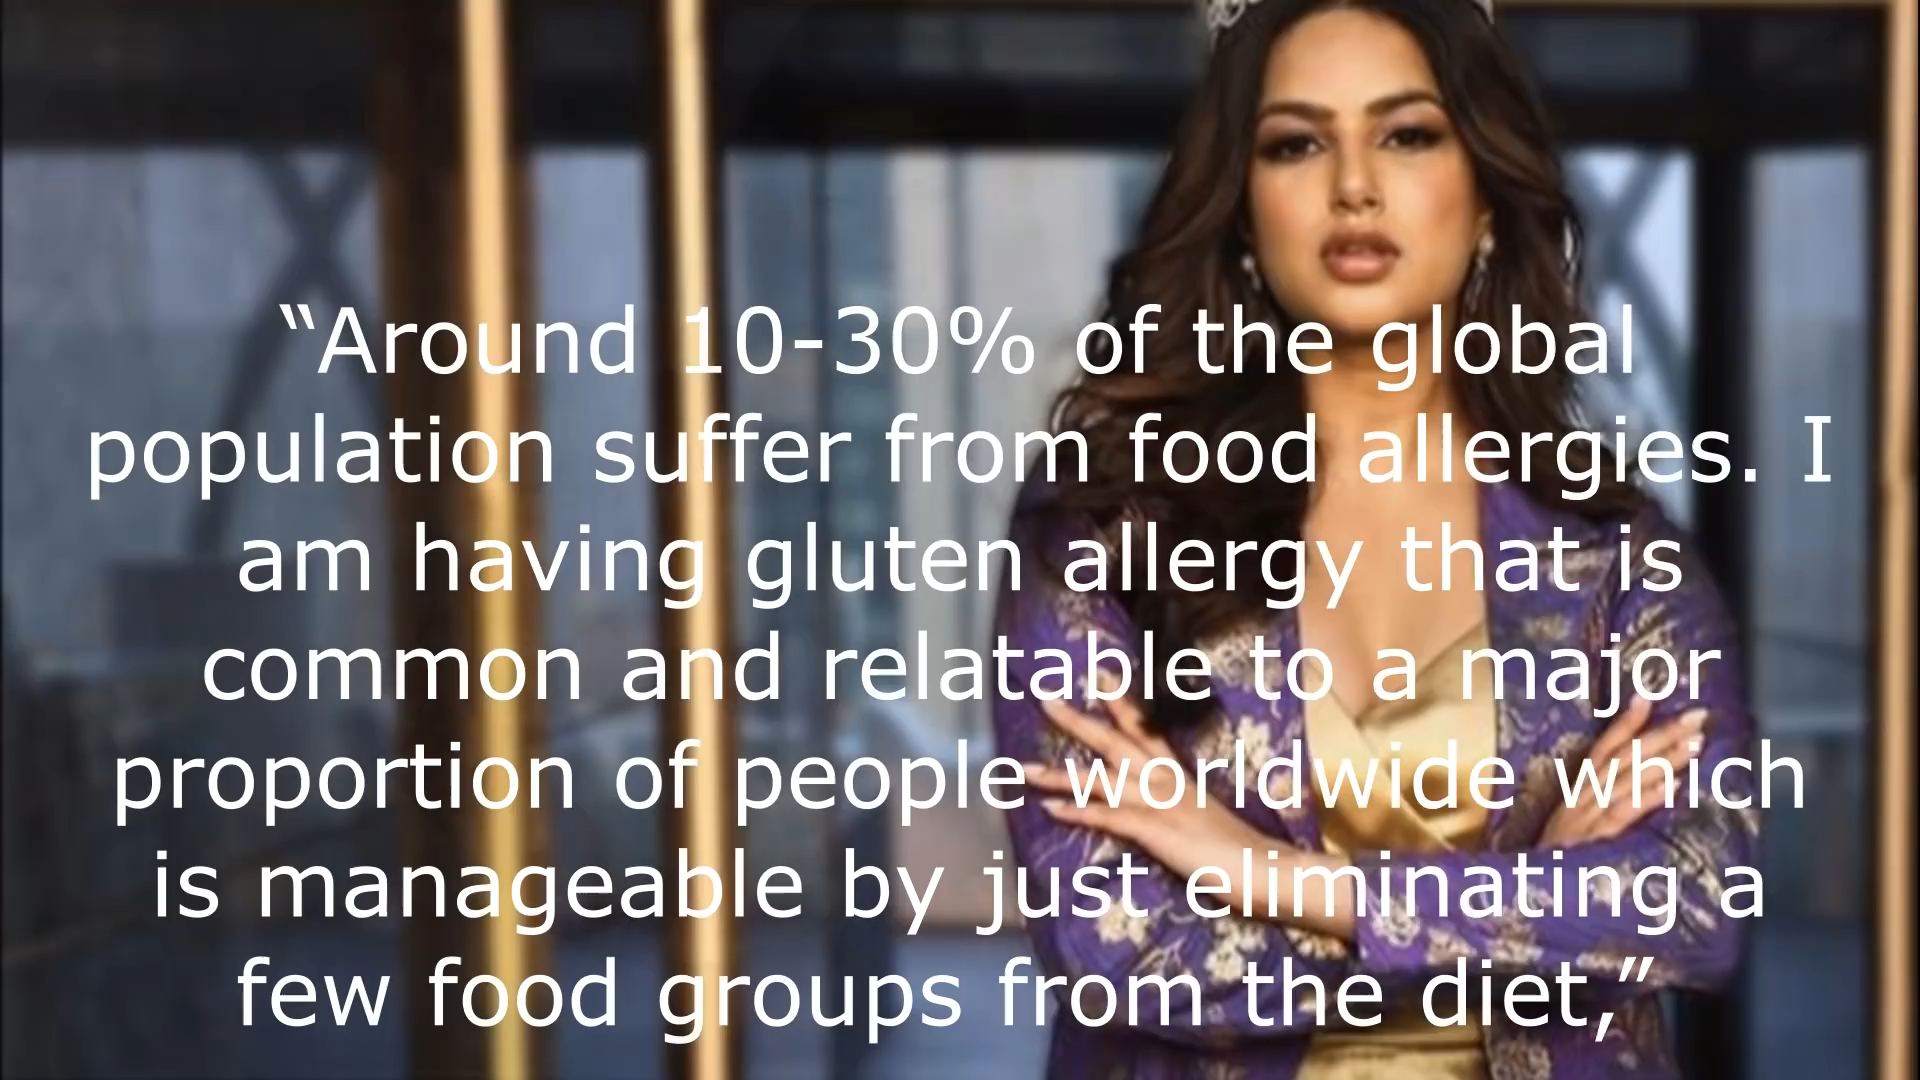 “Around 10-30% of the global
population suffer from food allergies. I
am having gluten allergy that is
common and relatable to a major
proportion of people worldwide which
is manageable by just eliminating a
few food groups from the diet,”